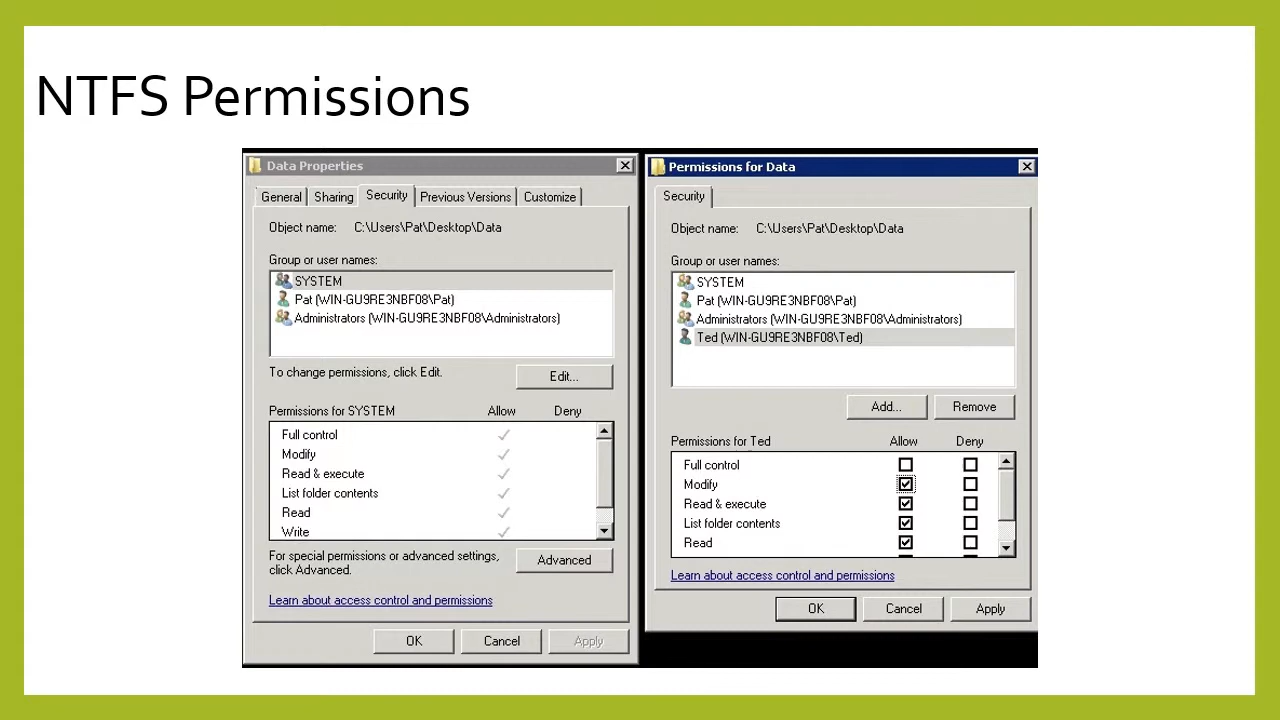 NTFS Permissions
Data Properties
General Sharing Security Previous Versions Customize
Object name: C:\Users\Pat\Desktop\Data
Group or user names:
SYSTEM
Pat (WIN-GU9RE3NBF08\Pat)
Administrators (WIN-GU9RE3NBF08\Administrators)
To change permissions, click Edit.
Edit...
Permissions for SYSTEM Allow Deny
Full control
Modify
Read & execute
List folder contents
Read
Write
For special permissions or advanced settings,
click Advanced.
Advanced
Learn about access control and permissions
OK Cancel Apply
Permissions for Data
Security
Object name: C:\Users\Pat\Desktop\Data
Group or user names:
SYSTEM
Pat (WIN-GU9RE3NBF08\Pat)
Administrators (WIN-GU9RE3NBF08\Administrators)
Ted (WIN-GU9RE3NBF08\Ted)
Add... Remove
Permissions for Ted Allow Deny
Full control
Modify
Read & execute
List folder contents
Read
Learn about access control and permissions
OK Cancel Apply